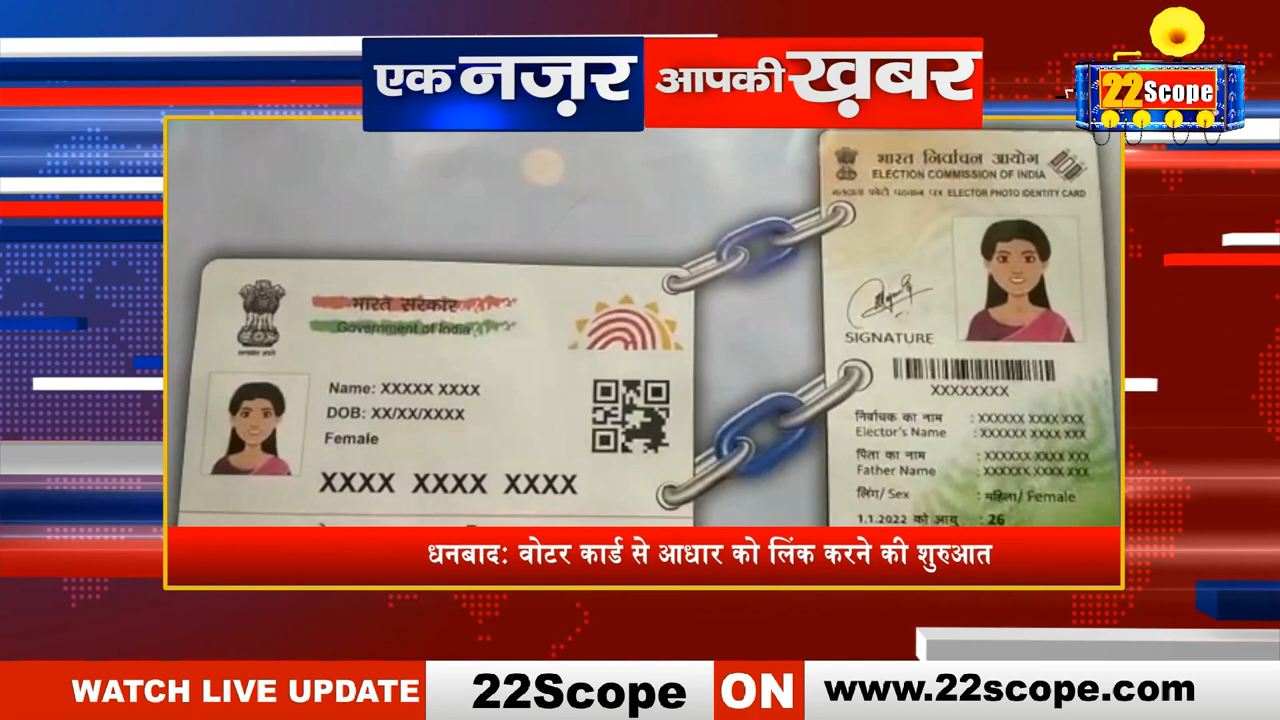 एक नज़र आपकी ख़बर
22Scope
भारत निर्वाचन आयोग
ELECTION COMMISSION OF INDIA
ELECTOR PHOTO IDENTITY CARD
भारत सरकार
Government of India
SIGNATURE
XXXXXXXX
Name: XXXXX XXXX
DOB: XX/XX/XXXX
Female
XXXX XXXX XXXX
निर्वाचक का नाम : XXXXXX XXXX XXX
Elector's Name : XXXXXX XXXX XXX
पिता का नाम : XXXXXX XXXX XXX
Father Name : XXXXXX XXXX XXX
लिंग/ Sex : महिला/ Female
1.1.2022 को आयु : 26
धनबाद: वोटर कार्ड से आधार को लिंक करने की शुरुआत
WATCH LIVE UPDATE 22Scope ON www.22scope.com